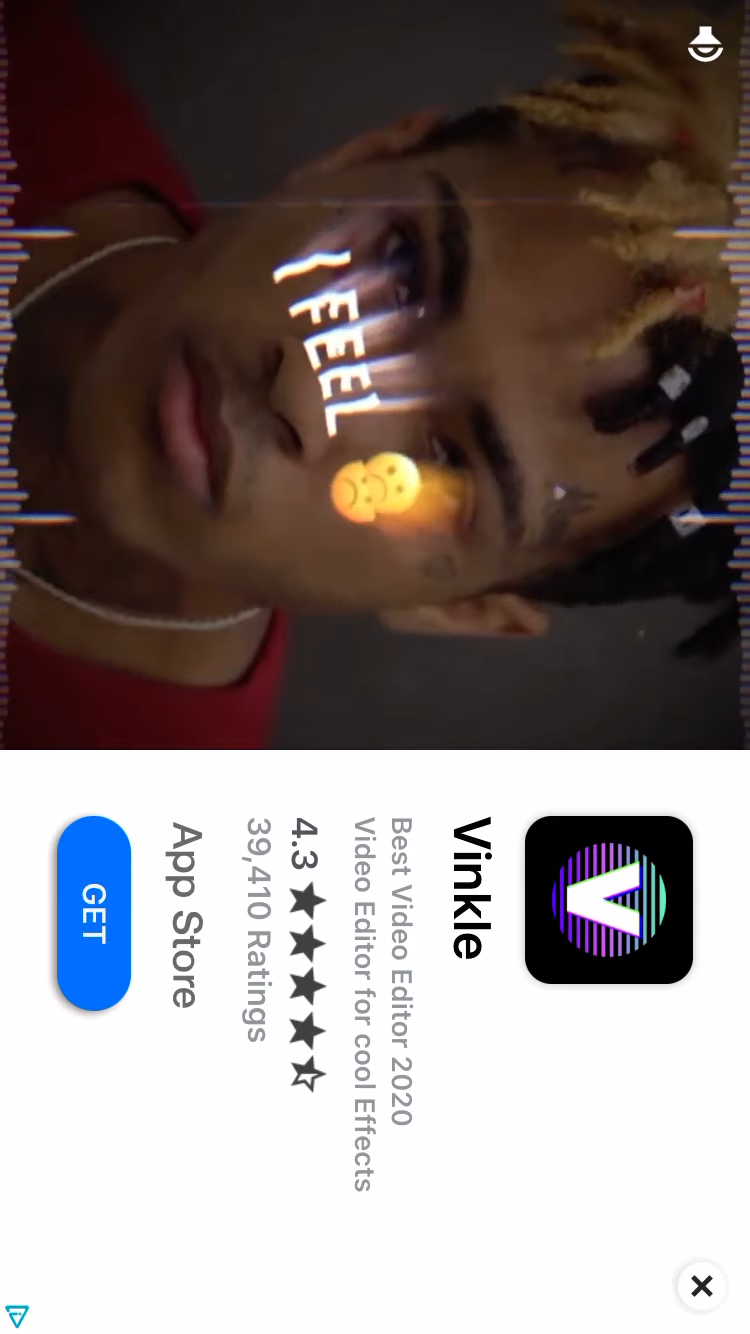 I FEEL
V
Vinkle
Best Video Editor 2020
Video Editor for cool Effects
4.3
39,410 Ratings
App Store
GET